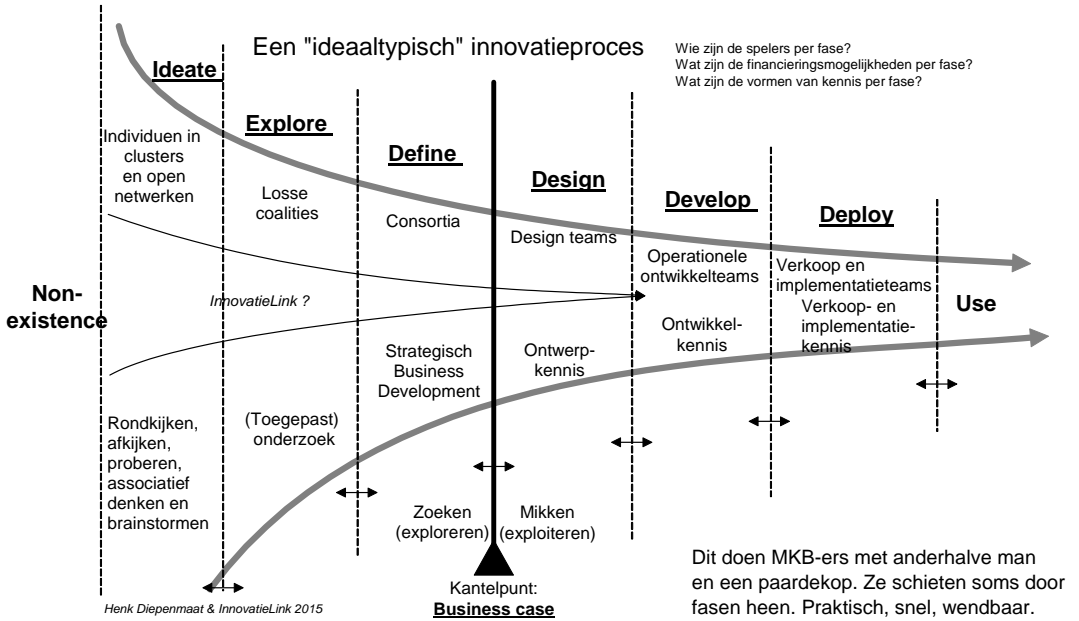 Een "ideaaltypisch" innovatieproces
Wie zijn de spelers per fase?
Wat zijn de financieringsmogelijkheden per fase?
Wat zijn de vormen van kennis per fase?
Ideate
Explore
Define
Design
Develop
Deploy
Individuen in
clusters
en open
netwerken
Losse
coalities
Consortia
Design teams
Operationele
ontwikkelteams
Verkoop en
implementatieteams
Non-
existence
InnovatieLink ?
Use
Rondkijken,
afkijken,
proberen,
associatief
denken en
brainstormen
(Toegepast)
onderzoek
Strategisch
Business
Development
Ontwerp-
kennis
Ontwikkel-
kennis
Verkoop- en
implementatie-
kennis
Zoeken
(exploreren)
Mikken
(exploiteren)
Kantelpunt:
Business case
Dit doen MKB-ers met anderhalve man
en een paardekop. Ze schieten soms door
fasen heen. Praktisch, snel, wendbaar.
Henk Diepenmaat & InnovatieLink 2015